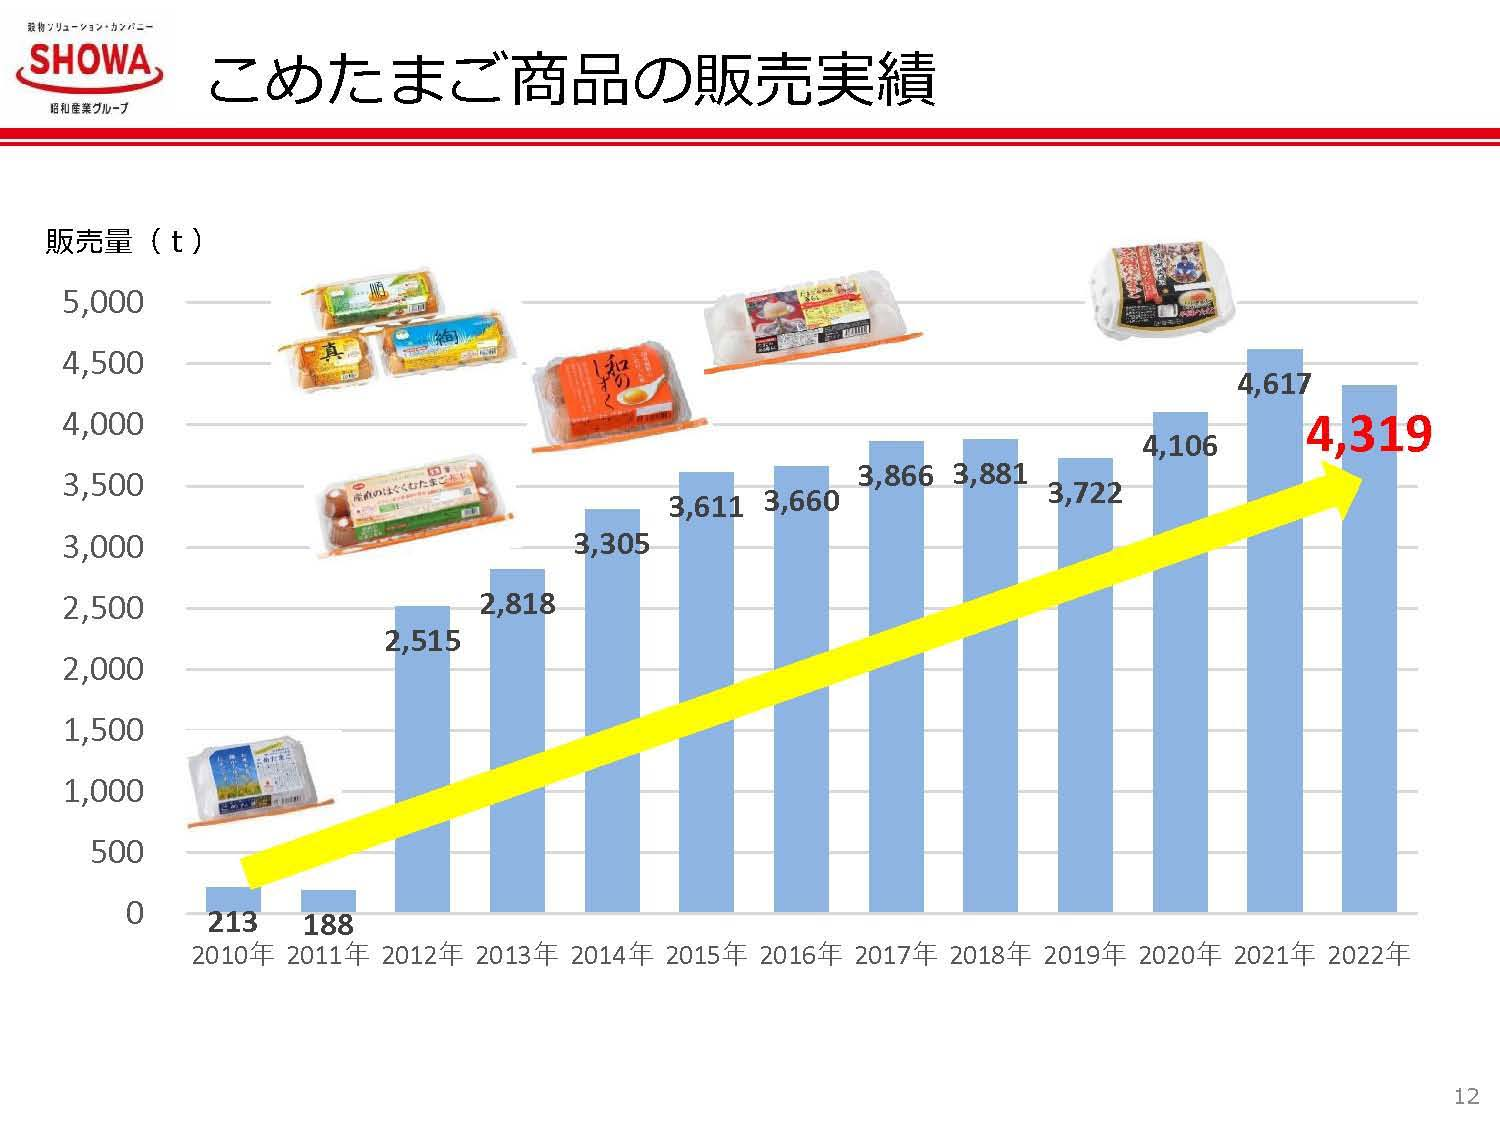 穀物ソリューション・カンパニー
SHOWA
昭和産業グループ
こめたまご商品の販売実績
販売量（ｔ）
5,000
4,500
4,000
3,500
3,000
2,500
2,000
1,500
1,000
500
0
213
188
2,515
2,818
3,305
3,611
3,660
3,866
3,881
3,722
4,106
4,617
4,319
順
真
絢
和の
しずく
産直のはぐくむたまご
こめたまご
2010年 2011年 2012年 2013年 2014年 2015年 2016年 2017年 2018年 2019年 2020年 2021年 2022年
12